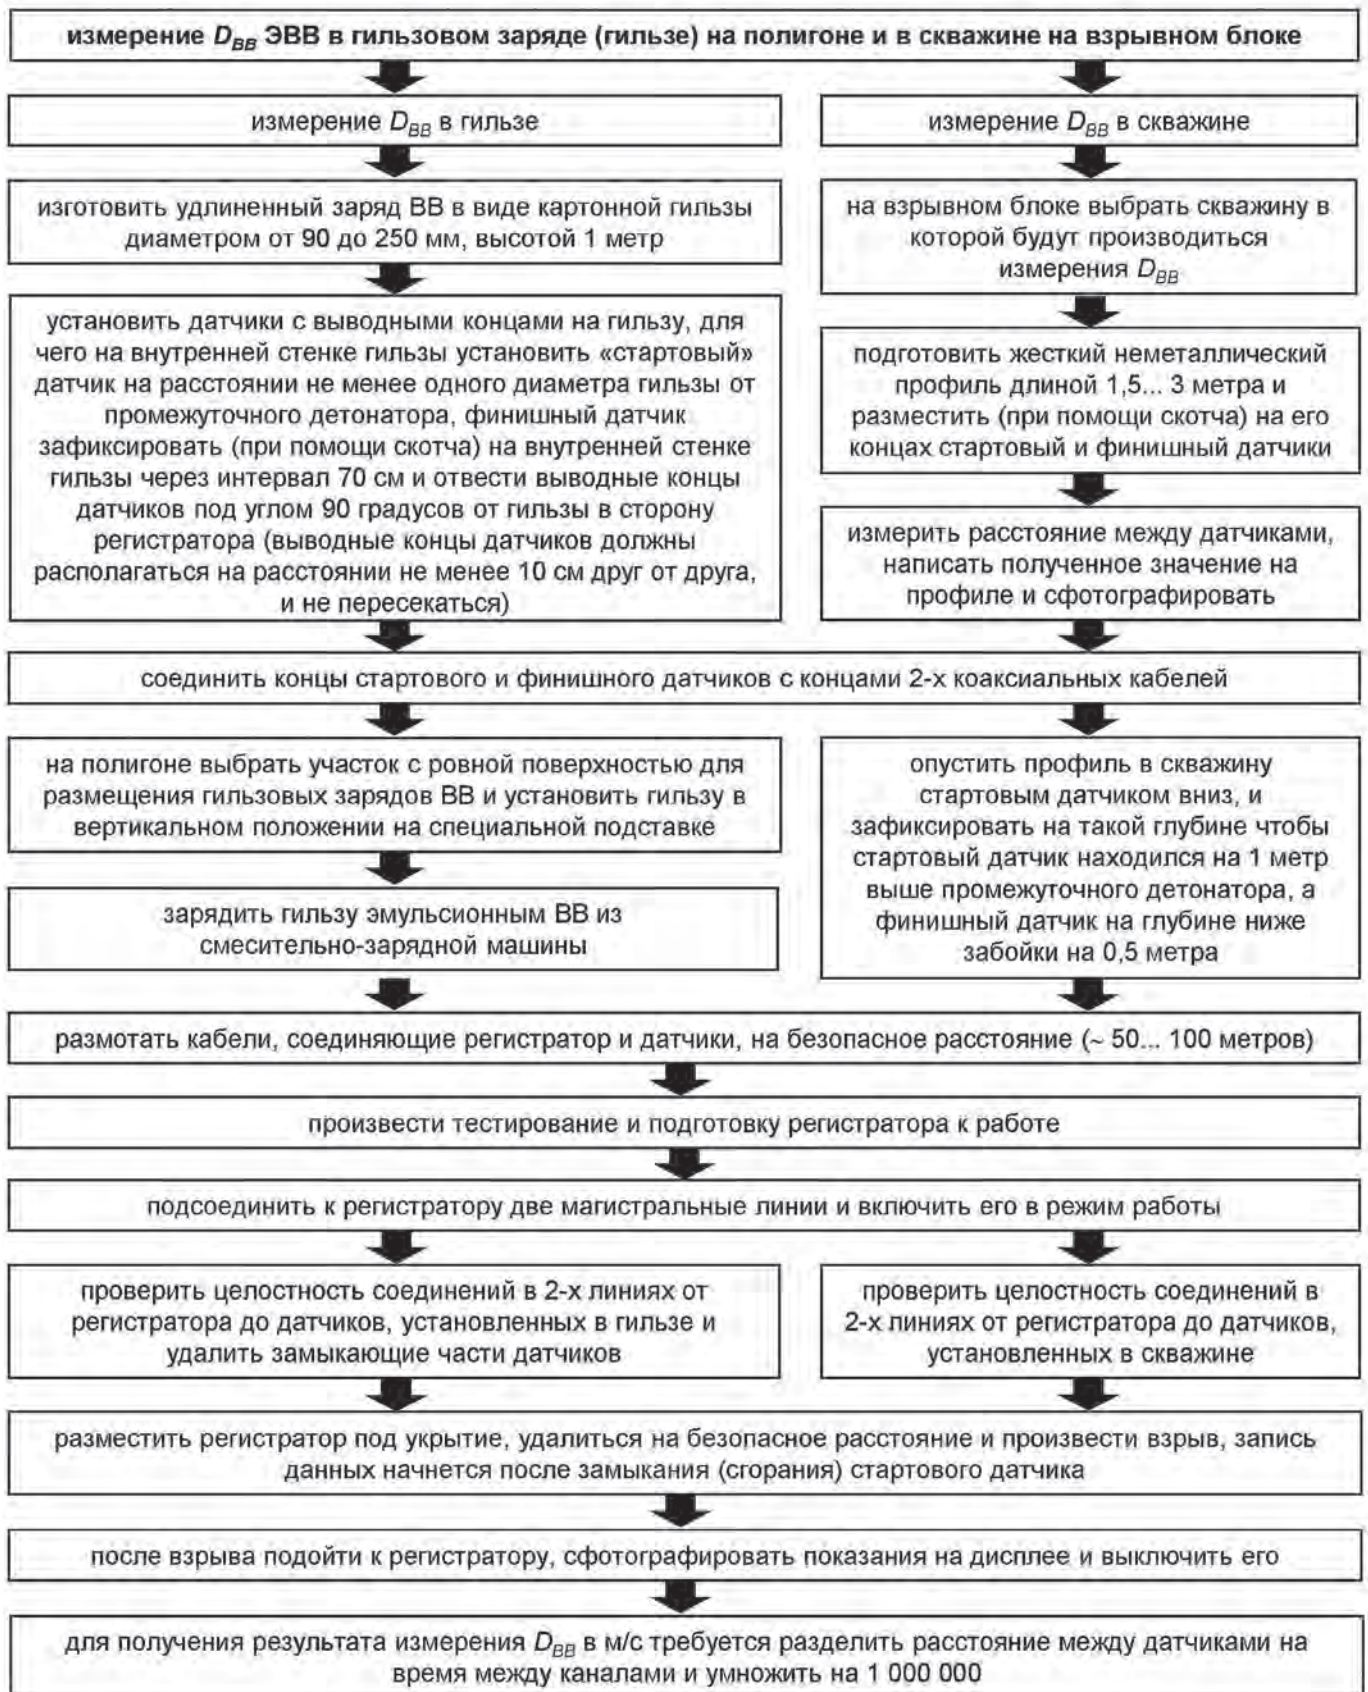 измерение D_ВВ ЭВВ в гильзовом заряде (гильзе) на полигоне и в скважине на взрывном блоке
измерение D_ВВ в гильзе
изготовить удлиненный заряд ВВ в виде картонной гильзы
диаметром от 90 до 250 мм, высотой 1 метр
установить датчики с выводными концами на гильзу, для
чего на внутренней стенке гильзы установить «стартовый»
датчик на расстоянии не менее одного диаметра гильзы от
промежуточного детонатора, финишный датчик
зафиксировать (при помощи скотча) на внутренней стенке
гильзы через интервал 70 см и отвести выводные концы
датчиков под углом 90 градусов от гильзы в сторону
регистратора (выводные концы датчиков должны
располагаться на расстоянии не менее 10 см друг от друга,
и не пересекаться)
измерение D_ВВ в скважине
на взрывном блоке выбрать скважину в
которой будут производиться
измерения D_ВВ
подготовить жесткий неметаллический
профиль длиной 1,5... 3 метра и
разместить (при помощи скотча) на его
концах стартовый и финишный датчики
измерить расстояние между датчиками,
написать полученное значение на
профиле и сфотографировать
соединить концы стартового и финишного датчиков с концами 2-х коаксиальных кабелей
на полигоне выбрать участок с ровной поверхностью для
размещения гильзовых зарядов ВВ и установить гильзу в
вертикальном положении на специальной подставке
зарядить гильзу эмульсионным ВВ из
смесительно-зарядной машины
опустить профиль в скважину
стартовым датчиком вниз, и
зафиксировать на такой глубине чтобы
стартовый датчик находился на 1 метр
выше промежуточного детонатора, а
финишный датчик на глубине ниже
забойки на 0,5 метра
размотать кабели, соединяющие регистратор и датчики, на безопасное расстояние (~ 50... 100 метров)
произвести тестирование и подготовку регистратора к работе
подсоединить к регистратору две магистральные линии и включить его в режим работы
проверить целостность соединений в 2-х линиях от
регистратора до датчиков, установленных в гильзе и
удалить замыкающие части датчиков
проверить целостность соединений в
2-х линиях от регистратора до датчиков,
установленных в скважине
разместить регистратор под укрытие, удалиться на безопасное расстояние и произвести взрыв, запись
данных начнется после замыкания (сгорания) стартового датчика
после взрыва подойти к регистратору, сфотографировать показания на дисплее и выключить его
для получения результата измерения D_ВВ в м/с требуется разделить расстояние между датчиками на
время между каналами и умножить на 1 000 000